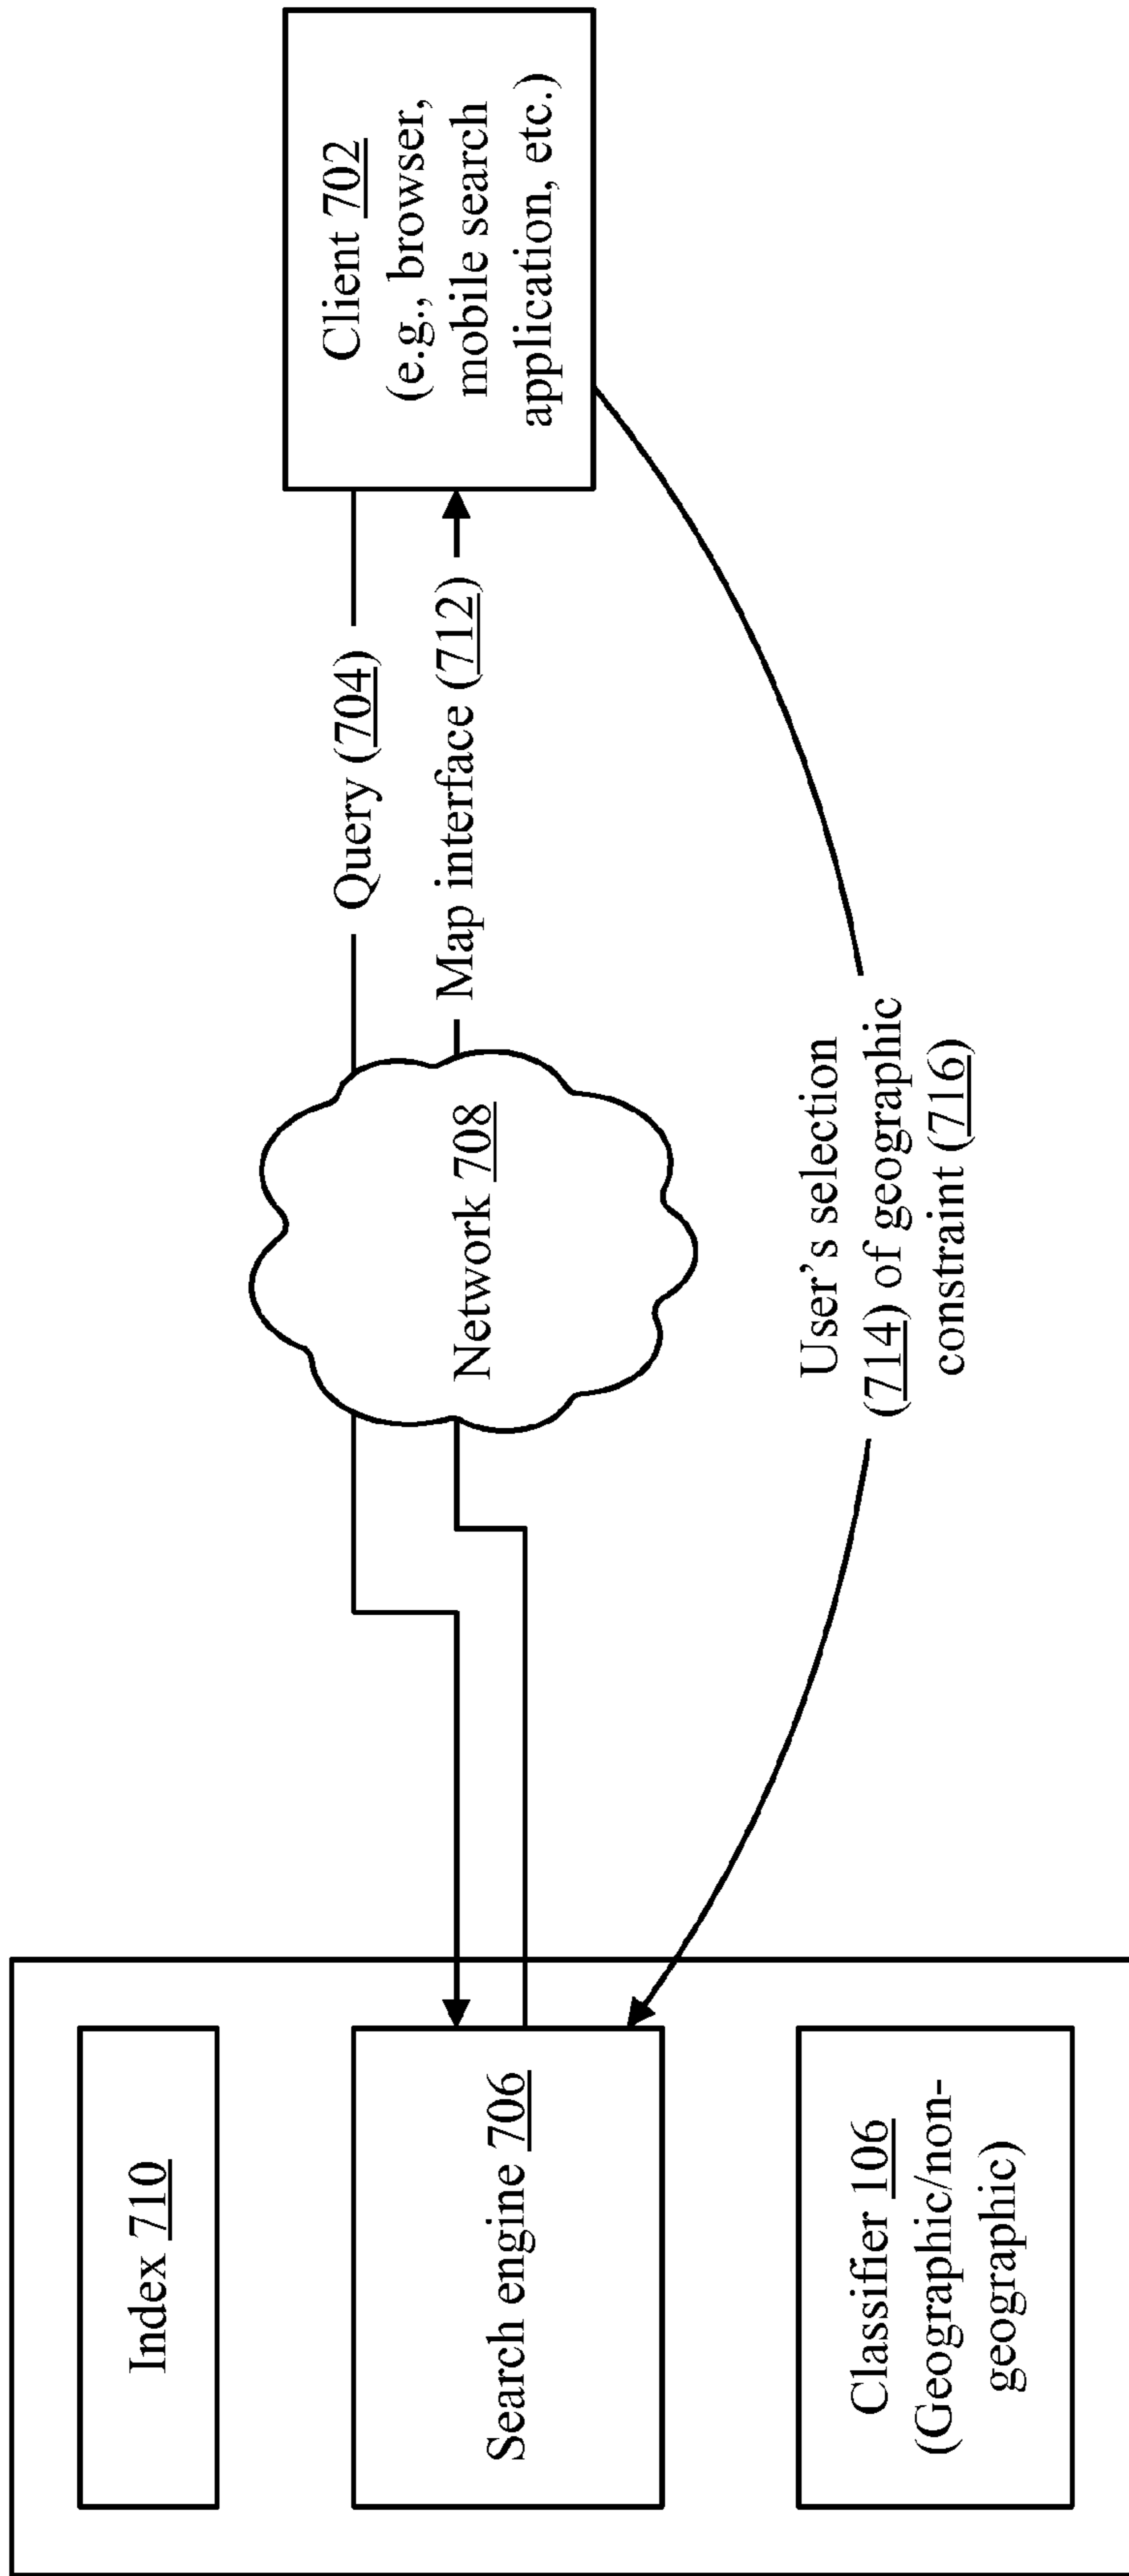 Index 710
Search engine 706
Classifier 106
(Geographic/non-
geographic)
Network 708
Query (704)
Map interface (712)
User's selection
(714) of geographic
constraint (716)
Client 702
(e.g., browser,
mobile search
application, etc.)